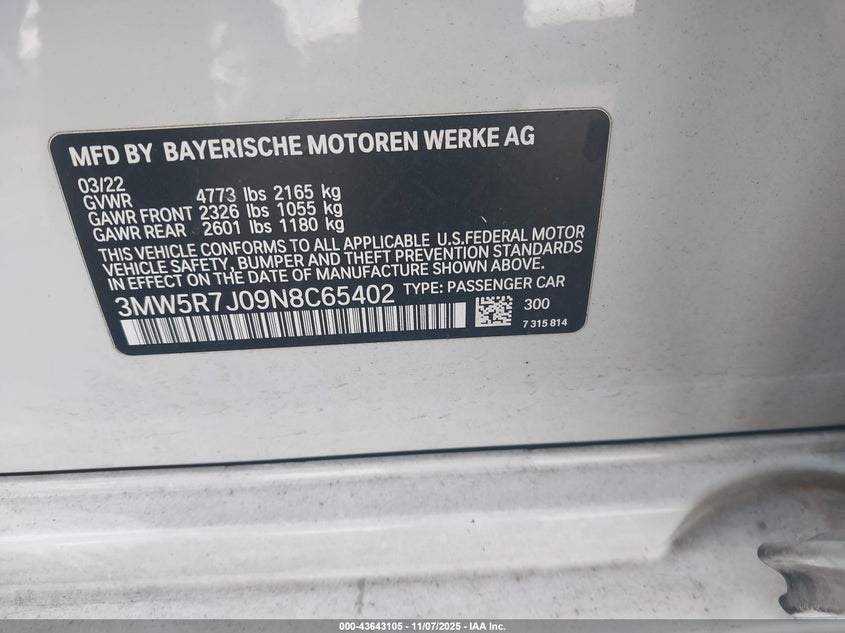 MFD BY BAYERISCHE MOTOREN WERKE AG
03/22
GVWR 4773 lbs 2165 kg
GAWR FRONT 2326 lbs 1055 kg
GAWR REAR 2601 lbs 1180 kg
THIS VEHICLE CONFORMS TO ALL APPLICABLE U.S.FEDERAL MOTOR
VEHICLE SAFETY, BUMPER AND THEFT PREVENTION STANDARDS
IN EFFECT ON THE DATE OF MANUFACTURE SHOWN ABOVE.
3MW5R7J09N8C65402 TYPE: PASSENGER CAR
300
7 315 814
000-43643105 - 11/07/2025 - IAA Inc.